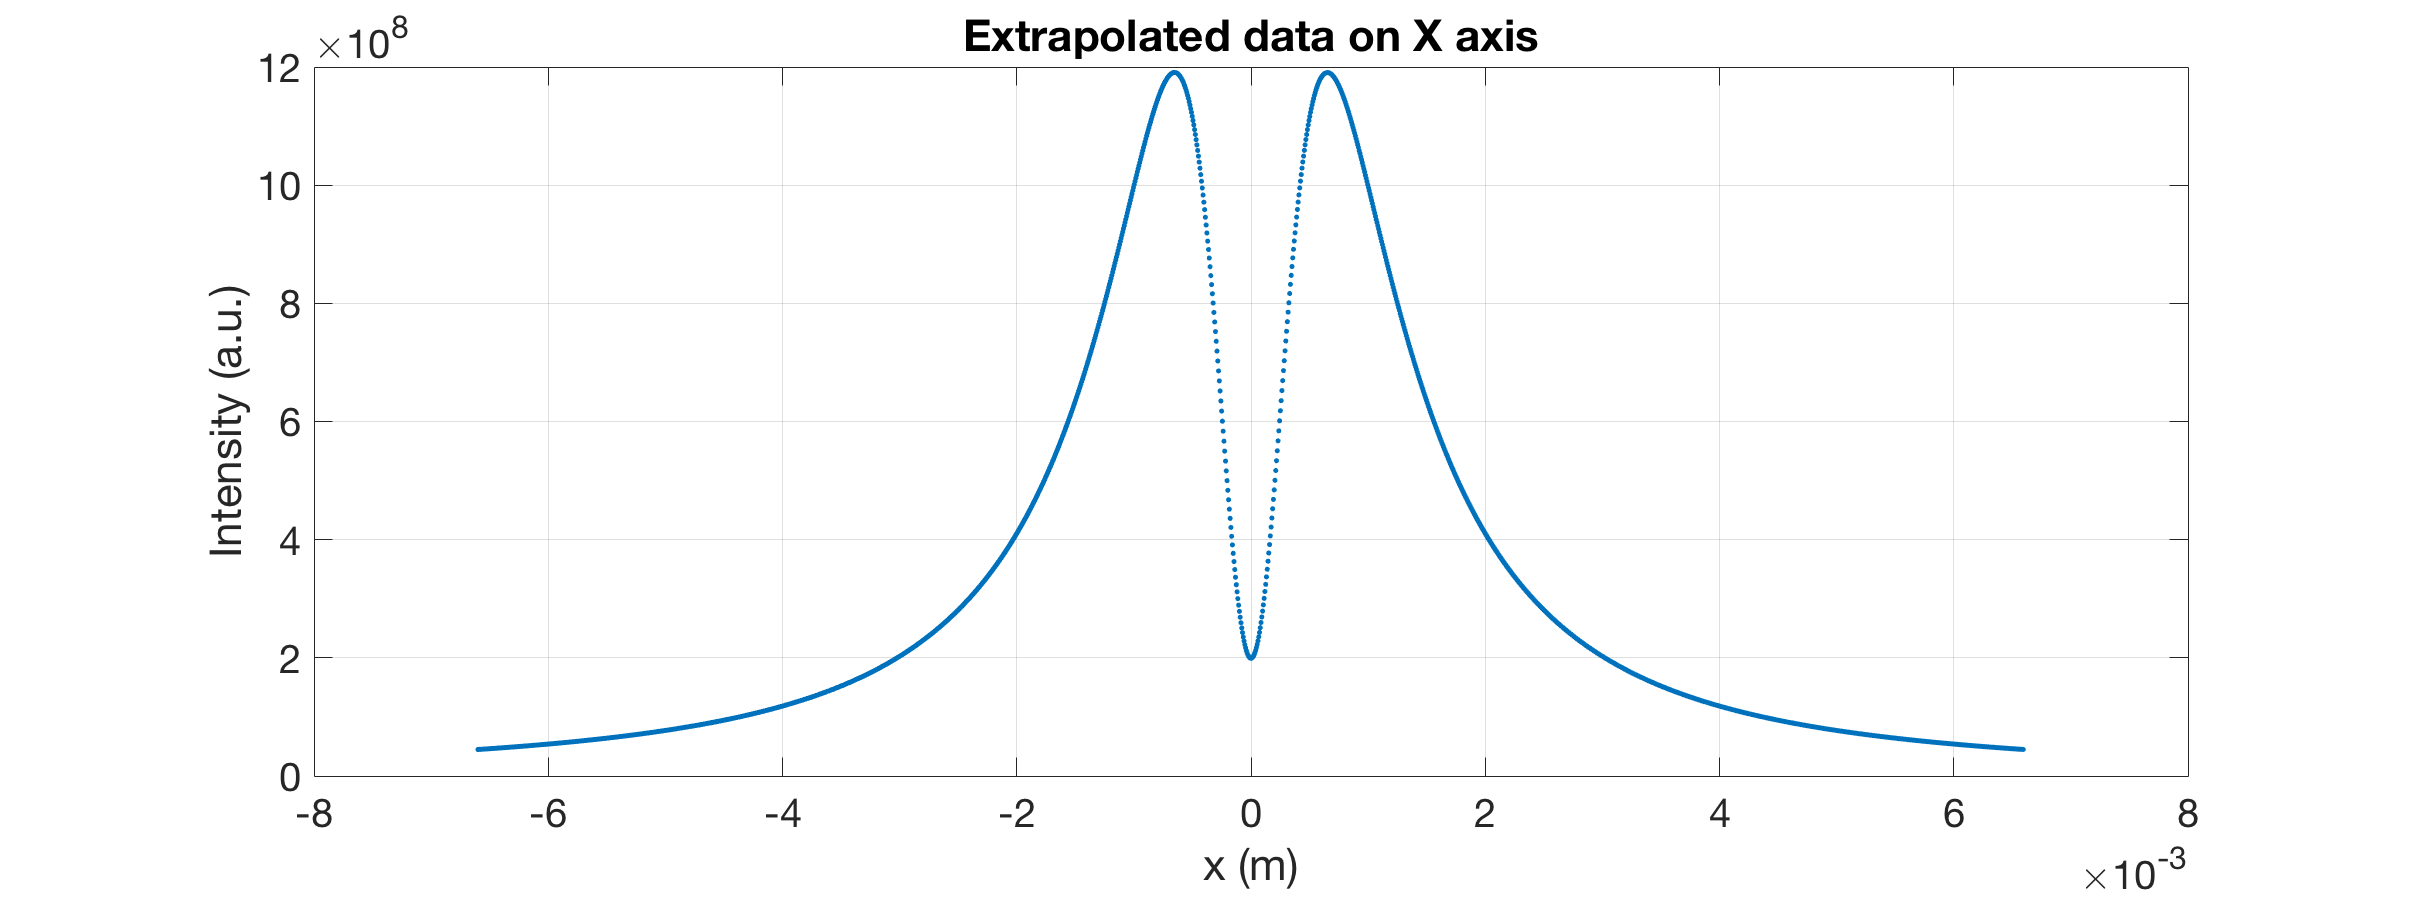 Extrapolated data on X axis
×10^8
12
10
8
6
4
2
0
Intensity (a.u.)
-8 -6 -4 -2 0 2 4 6 8
x (m)
×10^-3